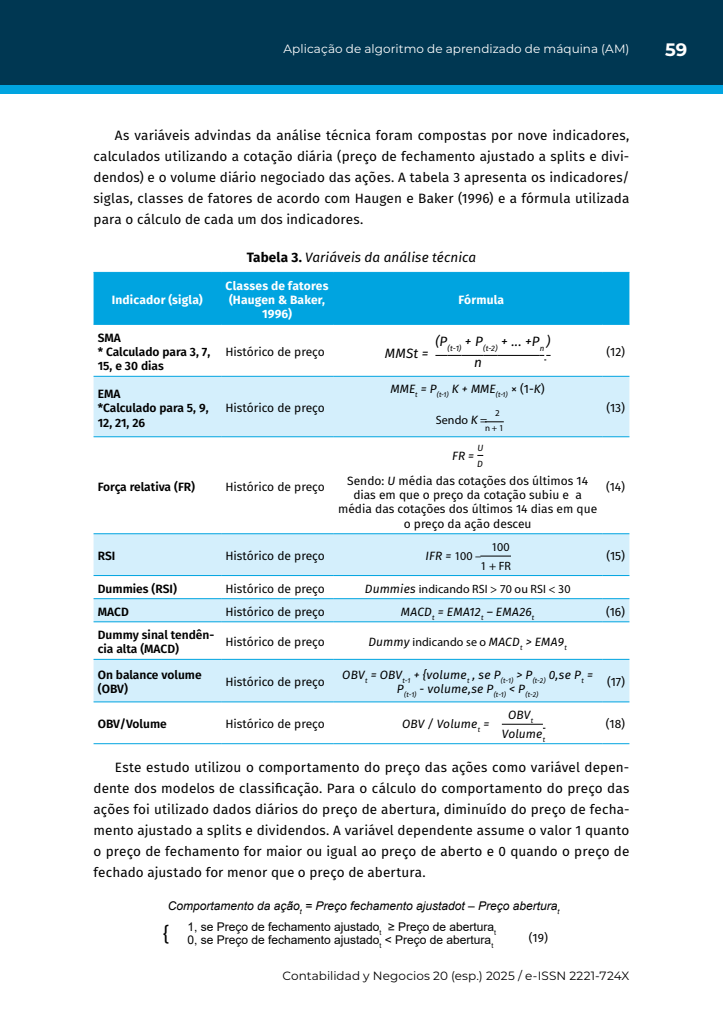 Aplicação de algoritmo de aprendizado de máquina (AM) 59
As variáveis advindas da análise técnica foram compostas por nove indicadores,
calculados utilizando a cotação diária (preço de fechamento ajustado a splits e divi-
dendos) e o volume diário negociado das ações. A tabela 3 apresenta os indicadores/
siglas, classes de fatores de acordo com Haugen e Baker (1996) e a fórmula utilizada
para o cálculo de cada um dos indicadores.
Tabela 3. Variáveis da análise técnica
Indicador (sigla) Classes de fatores (Haugen & Baker, 1996) Fórmula
SMA
* Calculado para 3, 7,
15, e 30 dias
Histórico de preço
MMSt = (P(t-1) + P(t-2) + ... +Pn) / n
(12)
EMA
*Calculado para 5, 9,
12, 21, 26
Histórico de preço
MMEt = P(t-1) K + MME(t-1) × (1-K)
Sendo K = 2 / n + 1
(13)
Força relativa (FR)
Histórico de preço
FR = U / D
Sendo: U média das cotações dos últimos 14
dias em que o preço da cotação subiu e a
média das cotações dos últimos 14 dias em que
o preço da ação desceu
(14)
RSI
Histórico de preço
IFR = 100 – 100 / 1 + FR
(15)
Dummies (RSI) Histórico de preço Dummies indicando RSI > 70 ou RSI < 30
MACD Histórico de preço MACDt = EMA12t – EMA26t (16)
Dummy sinal tendên-
cia alta (MACD)
Histórico de preço
Dummy indicando se o MACDt > EMA9t
On balance volume
(OBV)
Histórico de preço
OBVt = OBVt-1 + {volumet , se P(t-1) > P(t-2) 0,se Pt =
P(t-1) - volume,se P(t-1) < P(t-2)
(17)
OBV/Volume
Histórico de preço
OBV / Volumet = OBVt / Volumet
(18)
Este estudo utilizou o comportamento do preço das ações como variável depen-
dente dos modelos de classificação. Para o cálculo do comportamento do preço das
ações foi utilizado dados diários do preço de abertura, diminuído do preço de fecha-
mento ajustado a splits e dividendos. A variável dependente assume o valor 1 quanto
o preço de fechamento for maior ou igual ao preço de aberto e 0 quando o preço de
fechado ajustado for menor que o preço de abertura.
Comportamento da açãot = Preço fechamento ajustadot – Preço aberturat
{ 1, se Preço de fechamento ajustadot ≥ Preço de aberturat
0, se Preço de fechamento ajustadot < Preço de aberturat (19)
Contabilidad y Negocios 20 (esp.) 2025 / e-ISSN 2221-724X